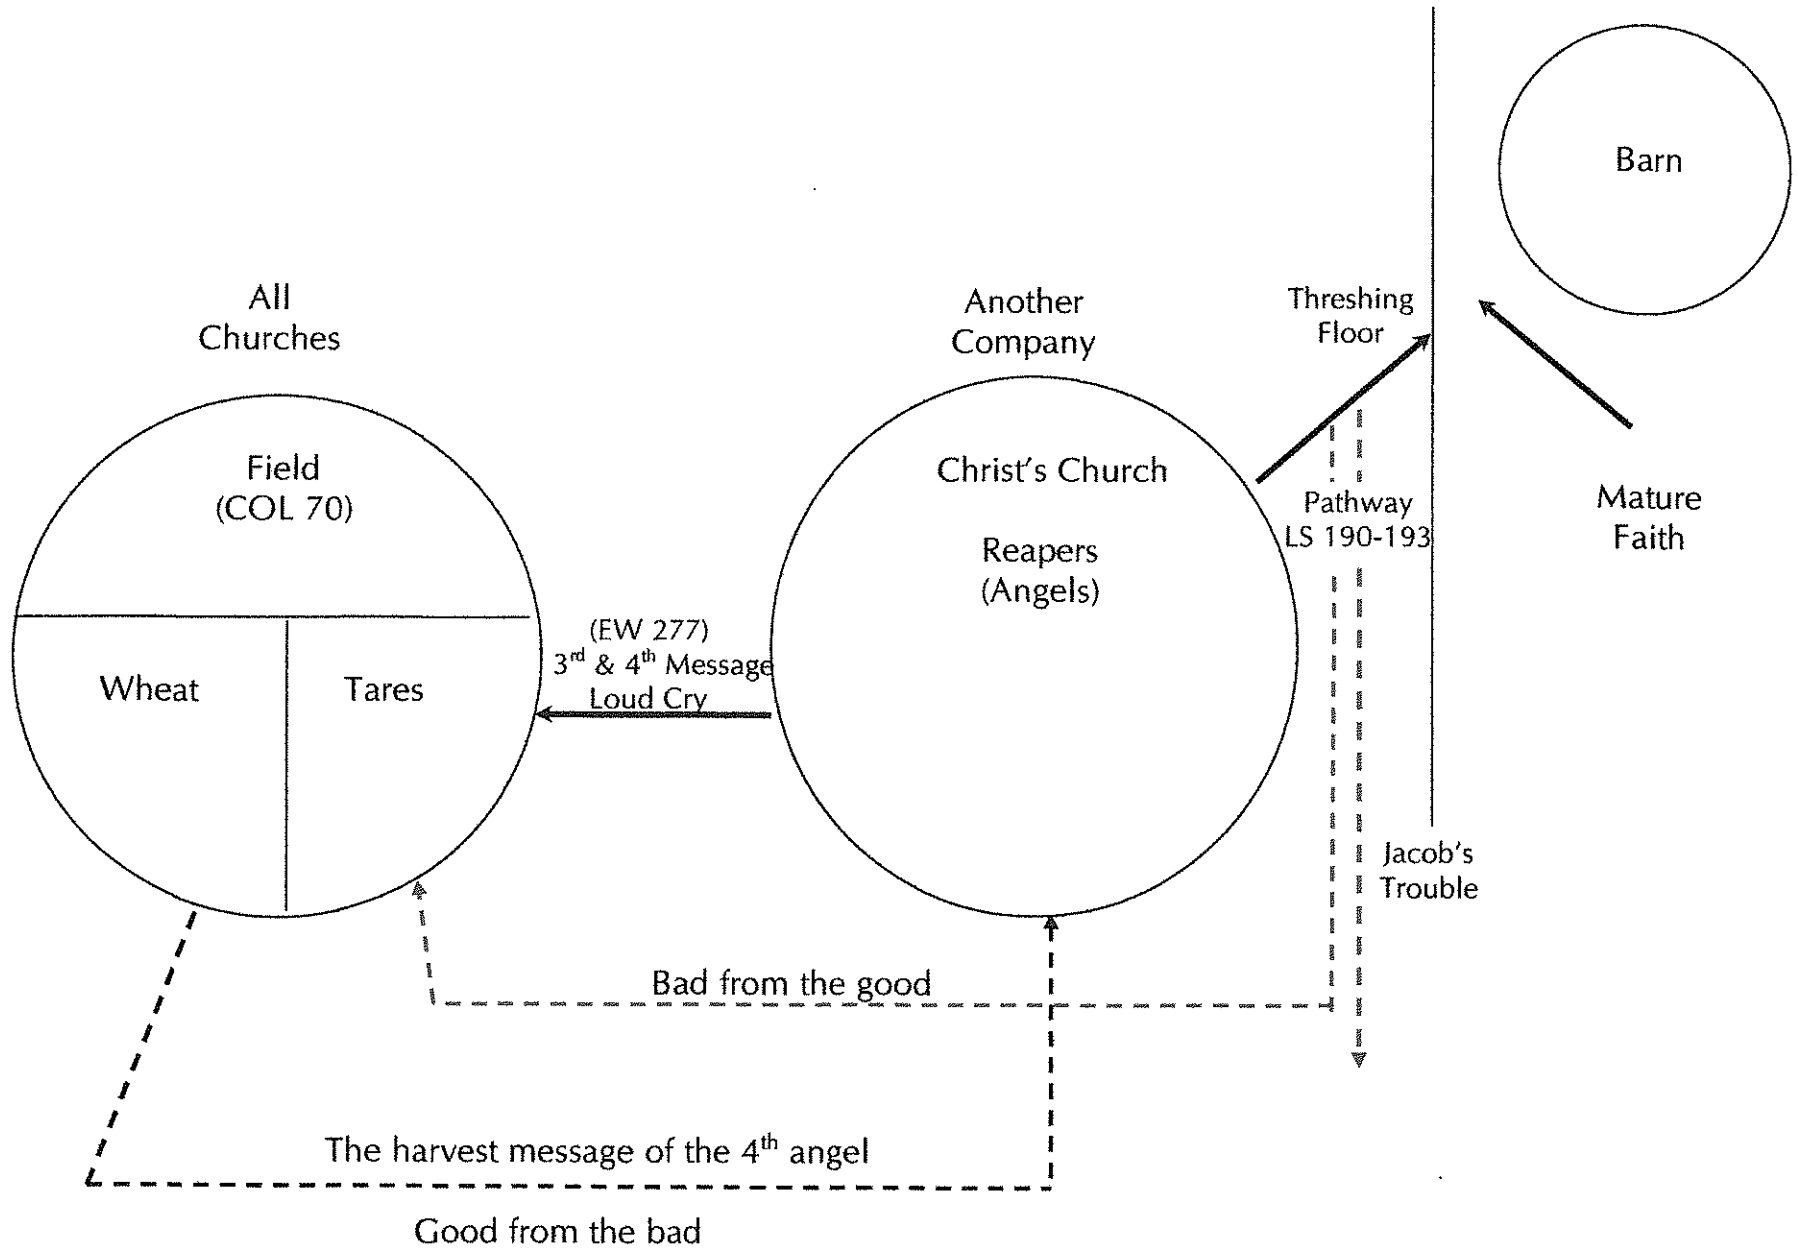 Barn
All
Churches
Another
Company
Threshing
Floor
Field
(COL 70)
Christ's Church
Reapers
(Angels)
Pathway
LS 190-193
Mature
Faith
Wheat
Tares
(EW 277)
3rd & 4th Message
Loud Cry
Jacob's
Trouble
Bad from the good
The harvest message of the 4th angel
Good from the bad